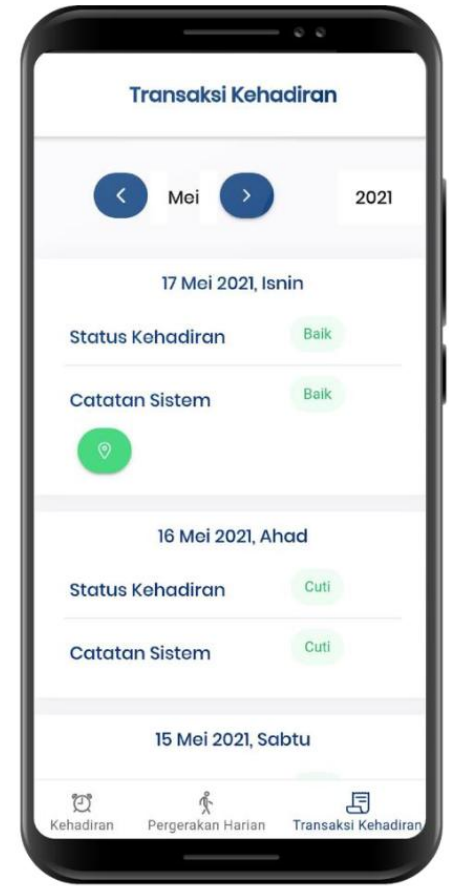 Transaksi Kehadiran
Mei 2021
17 Mei 2021, Isnin
Status Kehadiran Baik
Catatan Sistem Baik
16 Mei 2021, Ahad
Status Kehadiran Cuti
Catatan Sistem Cuti
15 Mei 2021, Sabtu
Kehadiran Pergerakan Harian Transaksi Kehadiran